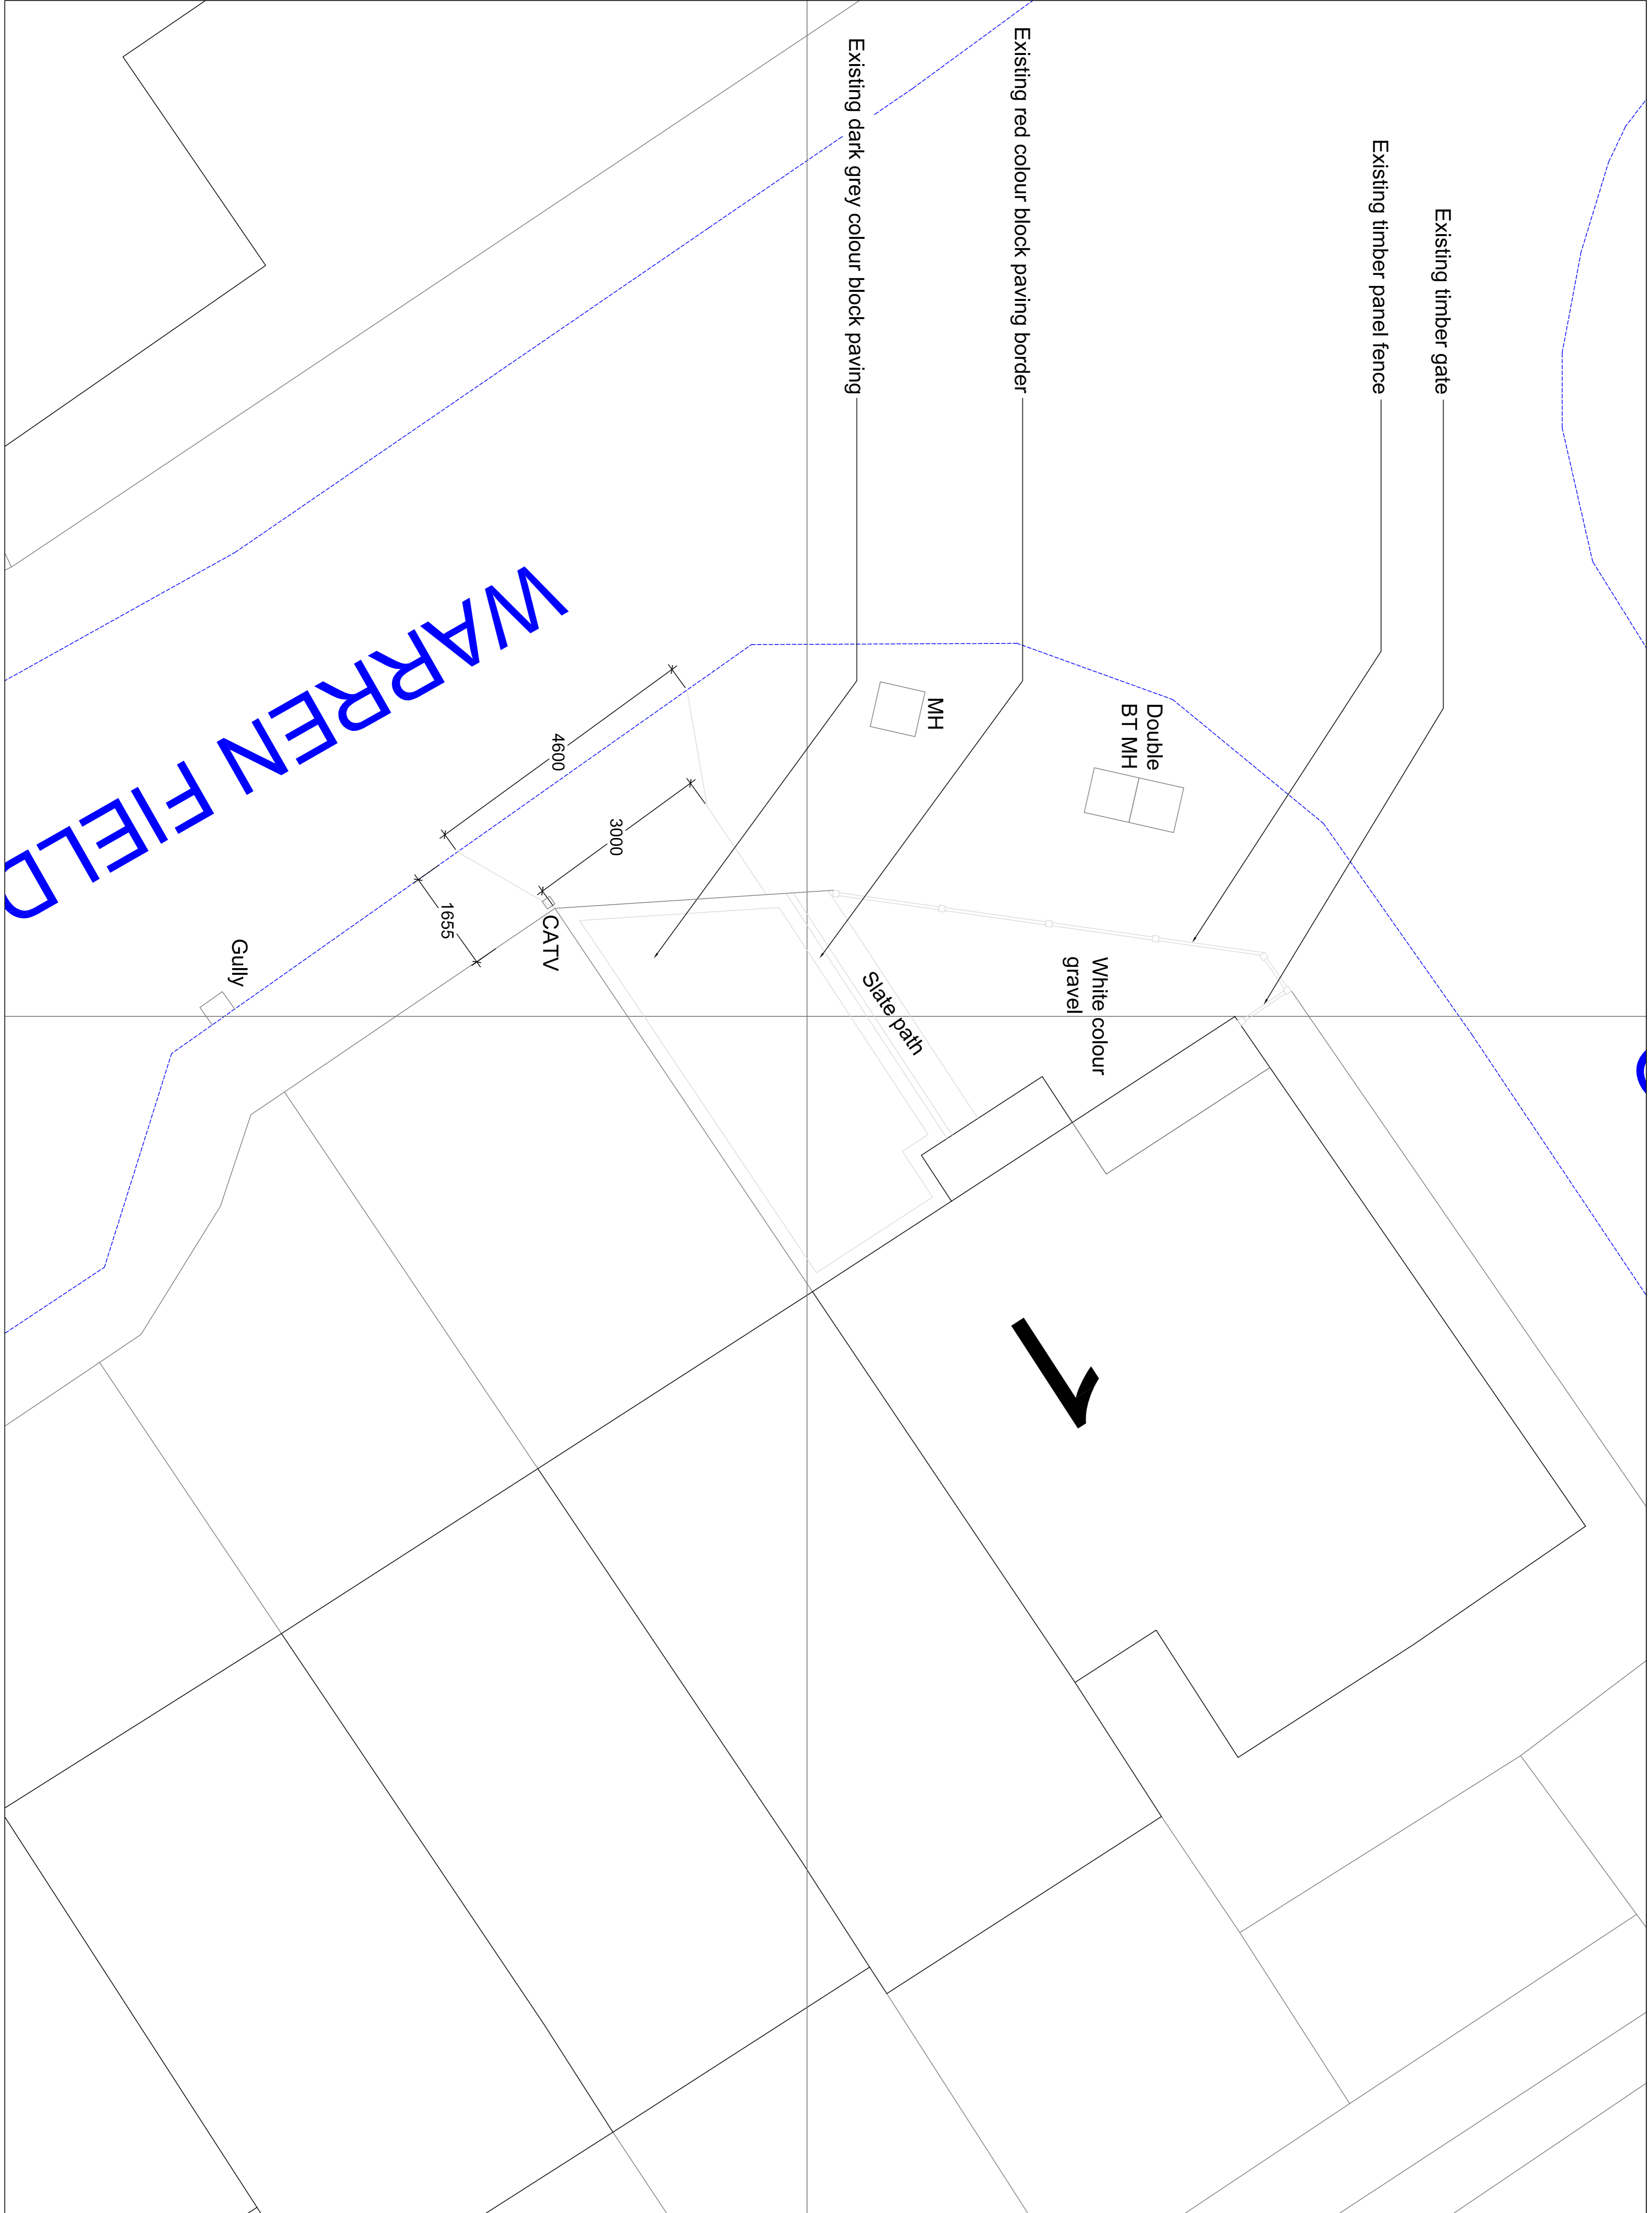 Existing timber gate
Existing timber panel fence
Existing red colour block paving border
Existing dark grey colour block paving
Double
BT MH
MH
White colour
gravel
Slate path
4600
3000
1655
CATV
Gully
WARREN FIELD
1